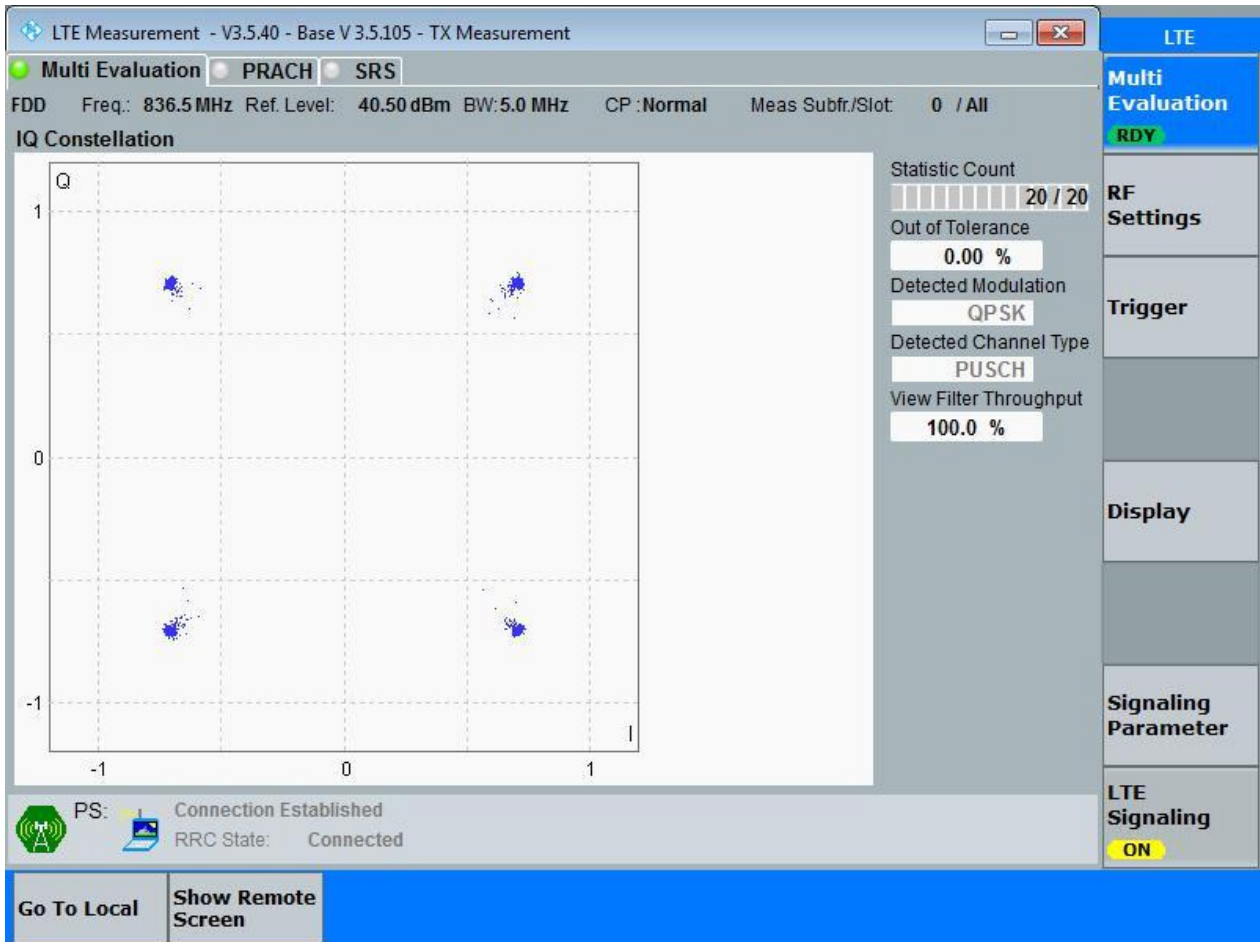 LTE Measurement - V3.5.40 - Base V 3.5.105 - TX Measurement
LTE
Multi Evaluation PRACH SRS
FDD Freq.: 836.5 MHz Ref. Level: 40.50 dBm BW: 5.0 MHz CP : Normal Meas Subfr./Slot: 0 / All
IQ Constellation
Q
1
0
-1
I
-1 0 1
Statistic Count
20 / 20
Out of Tolerance
0.00 %
Detected Modulation
QPSK
Detected Channel Type
PUSCH
View Filter Throughput
100.0 %
Multi
Evaluation
RDY
RF
Settings
Trigger
Display
Signaling
Parameter
LTE
Signaling
ON
PS: Connection Established
RRC State: Connected
Go To Local
Show Remote
Screen